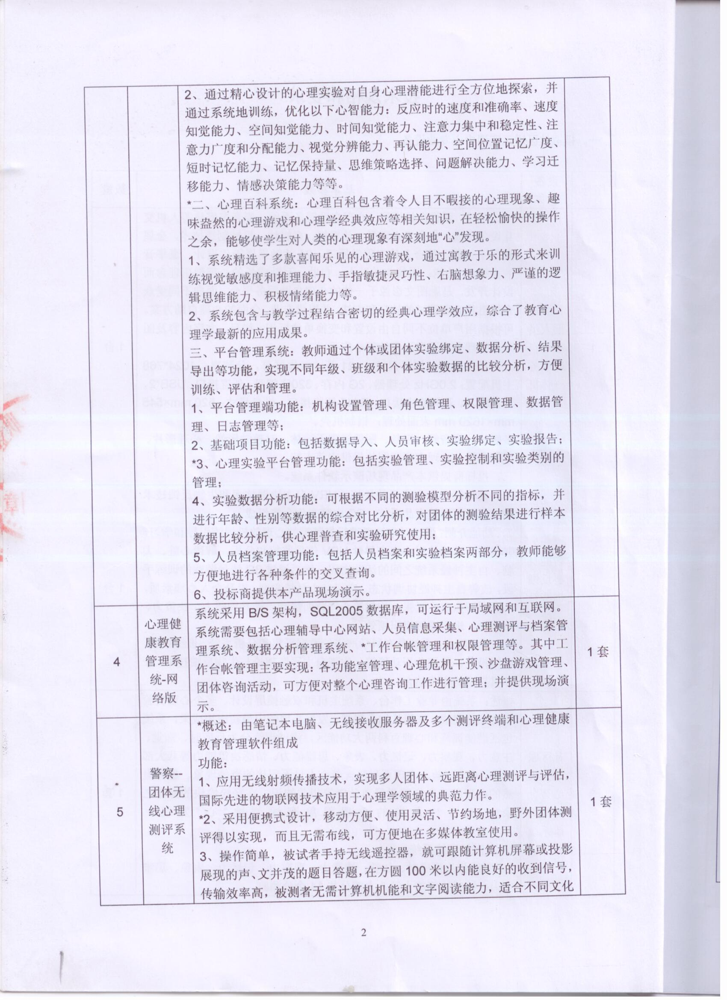 2、通过精心设计的心理实验对自身心理潜能进行全方位地探索，并
通过系统地训练，优化以下心智能力：反应时的速度和准确率、速度
知觉能力、空间知觉能力、时间知觉能力、注意力集中和稳定性、注
意力广度和分配能力、视觉分辨能力、再认能力、空间位置记忆广度、
短时记忆能力、记忆保持量、思维策略选择、问题解决能力、学习迁
移能力、情感决策能力等等。
*二、心理百科系统：心理百科包含着令人目不暇接的心理现象、趣
味盎然的心理游戏和心理学经典效应等相关知识，在轻松愉快的操作
之余，能够使学生对人类的心理现象有深刻地“心”发现。
1、系统精选了多款喜闻乐见的心理游戏，通过寓教于乐的形式来训
练视觉敏感度和推理能力、手指敏捷灵巧性、右脑想象力、严谨的逻
辑思维能力、积极情绪能力等。
2、系统包含与教学过程结合密切的经典心理学效应，综合了教育心
理学最新的应用成果。
三、平台管理系统：教师通过个体或团体实验绑定、数据分析、结果
导出等功能，实现不同年级、班级和个体实验数据的比较分析，方便
训练、评估和管理。
1、平台管理端功能：机构设置管理、角色管理、权限管理、数据管
理、日志管理等；
2、基础项目功能：包括数据导入、人员审核、实验绑定、实验报告；
*3、心理实验平台管理功能：包括实验管理、实验控制和实验类别的
管理；
4、实验数据分析功能：可根据不同的测验模型分析不同的指标，并
进行年龄、性别等数据的综合对比分析，对团体的测验结果进行样本
数据比较分析，供心理普查和实验研究使用；
5、人员档案管理功能：包括人员档案和实验档案两部分，教师能够
方便地进行各种条件的交叉查询。
6、投标商提供本产品现场演示。
4
心理健
康教育
管理系
统-网
络版
系统采用 B/S 架构，SQL2005 数据库，可运行于局域网和互联网。
系统需要包括心理辅导中心网站、人员信息采集、心理测评与档案管
理系统、数据分析管理系统、*工作台帐管理和权限管理等。其中工
作台帐管理主要实现：各功能室管理、心理危机干预、沙盘游戏管理、
团体咨询活动，可方便对整个心理咨询工作进行管理；并提供现场演
示。
1 套
5
警察--
团体无
线心理
测评系
统
*概述：由笔记本电脑、无线接收服务器及多个测评终端和心理健康
教育管理软件组成
功能：
1、应用无线射频传播技术，实现多人团体、远距离心理测评与评估，
国际先进的物联网技术应用于心理学领域的典范力作。
*2、采用便携式设计，移动方便、使用灵活、节约场地，野外团体测
评得以实现，而且无需布线，可方便地在多媒体教室使用。
3、操作简单，被试者手持无线遥控器，就可跟随计算机屏幕或投影
展现的声、文并茂的题目答题，在方圆 100 米以内能良好的收到信号，
传输效率高，被测者无需计算机机能和文字阅读能力，适合不同文化
1 套
2